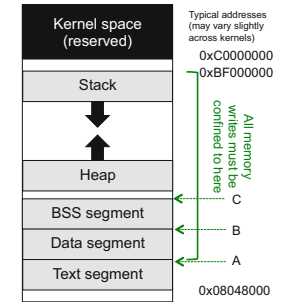 Kernel space
(reserved)
Typical addresses
(may vary slightly
across kernels)
0xC0000000
0xBF000000
Stack
All memory
writes must be
confined to here
Heap
C
BSS segment
B
Data segment
A
Text segment
0x08048000